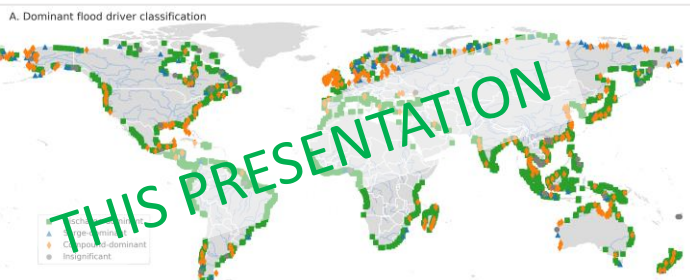 A. Dominant flood driver classification
THIS PRESENTATION
Compound-dominant
Insignificant